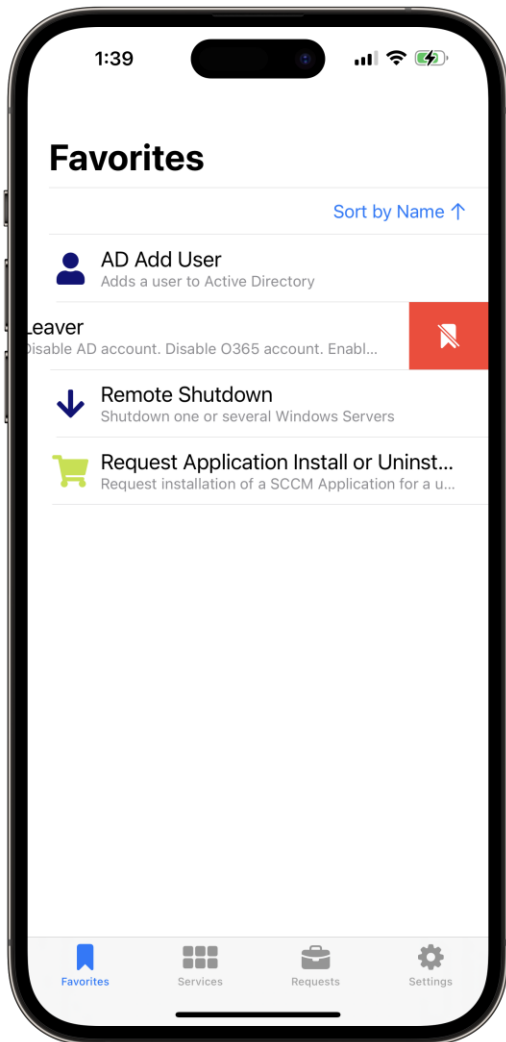 1:39
Favorites
Sort by Name ↑
AD Add User
Adds a user to Active Directory
Leaver
Disable AD account. Disable O365 account. Enabl...
Remote Shutdown
Shutdown one or several Windows Servers
Request Application Install or Uninst...
Request installation of a SCCM Application for a u...
Favorites
Services
Requests
Settings